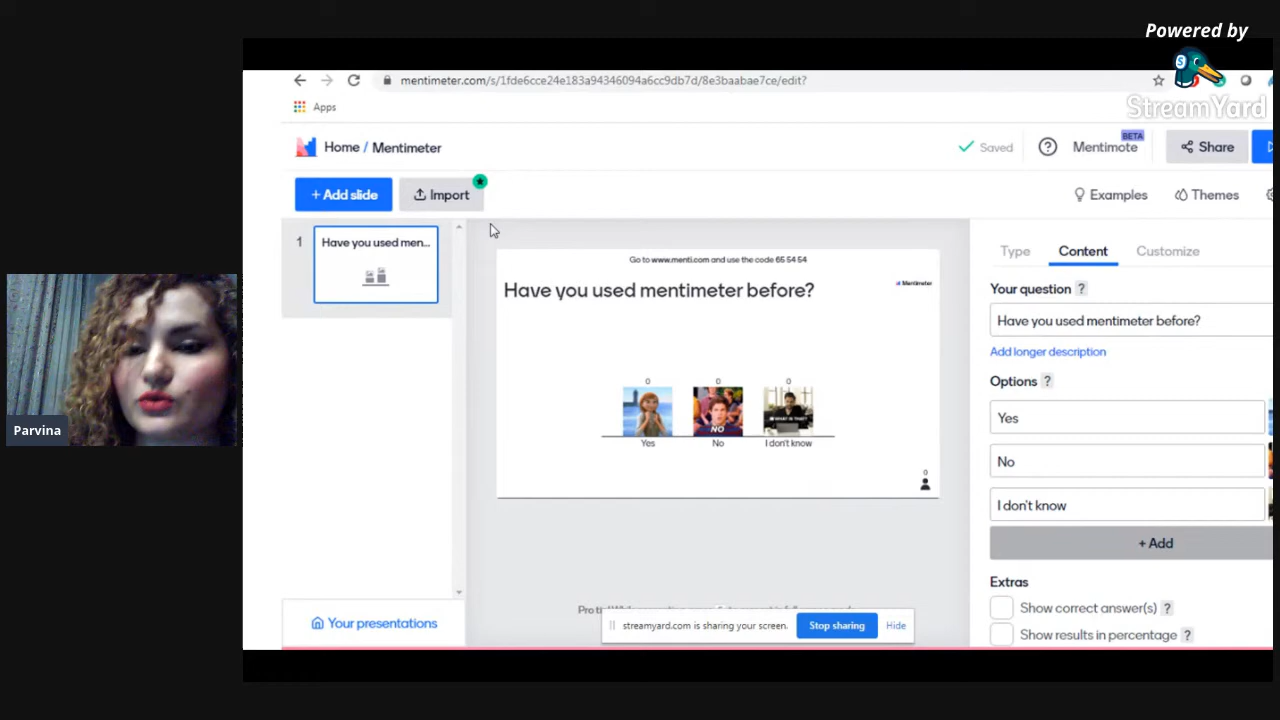 Powered by
StreamYard
mentimeter.com/s/1fde6cce24e183a94346094a6cc9db7d/8e3baabae7ce/edit?
Apps
Home / Mentimeter
Saved
Mentimote
BETA
Share
+ Add slide
Import
Examples
Themes
1
Have you used men...
Go to www.menti.com and use the code 65 54 54
Mentimeter
Have you used mentimeter before?
0
0
0
NO
WHAT IS THAT?
Yes
No
I don't know
0
Type
Content
Customize
Your question ?
Have you used mentimeter before?
Add longer description
Options ?
Yes
No
I don't know
+ Add
Extras
Show correct answer(s) ?
Show results in percentage ?
Parvina
Your presentations
Pro
streamyard.com is sharing your screen.
Stop sharing
Hide